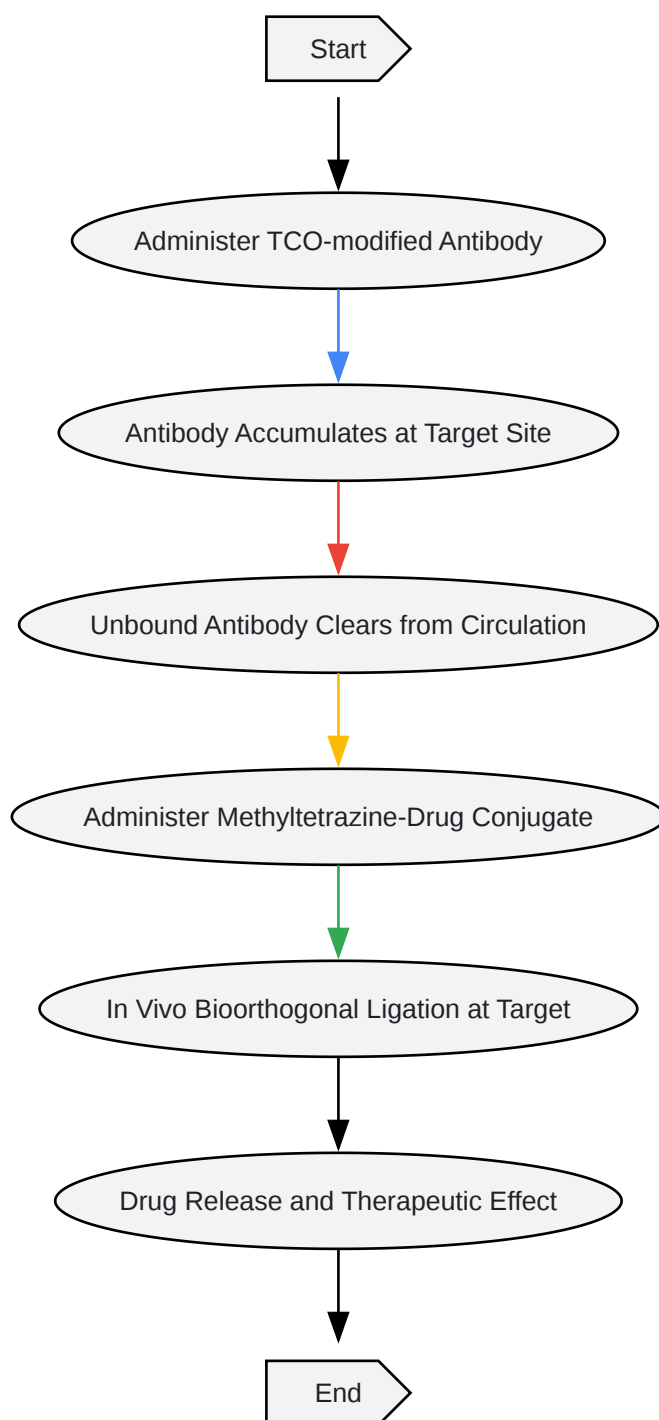 Start
Administer TCO-modified Antibody
Antibody Accumulates at Target Site
Unbound Antibody Clears from Circulation
Administer Methyltetrazine-Drug Conjugate
In Vivo Bioorthogonal Ligation at Target
Drug Release and Therapeutic Effect
End